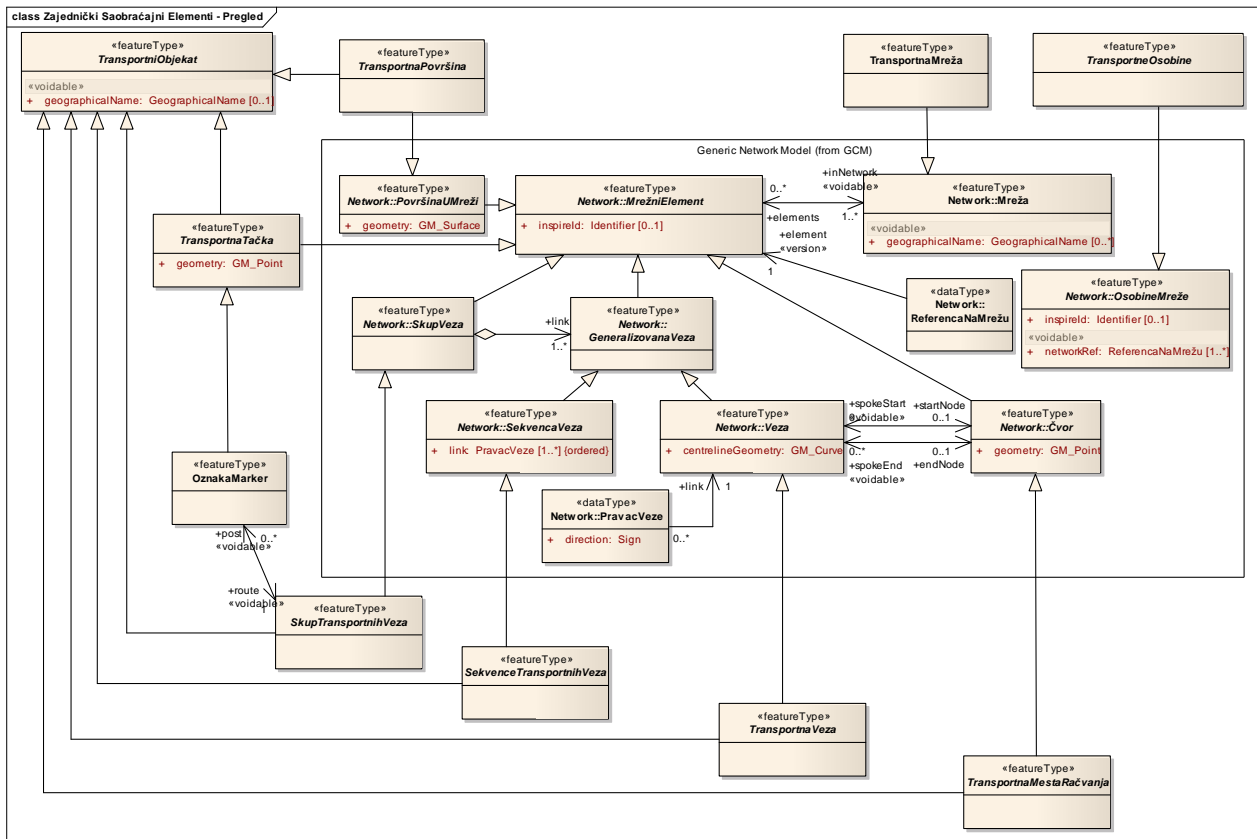 class Zajednički Saobraćajni Elementi - Pregled
«featureType»
TransportniObjekat
«voidable»
+ geographicalName: GeographicalName [0..1]
«featureType»
TransportnaPovršina
«featureType»
TransportnaMreža
«featureType»
TransportneOsobine
Generic Network Model (from GCM)
«featureType»
Network::PovršinaUMreži
+ geometry: GM_Surface
«featureType»
Network::MrežniElement
+ inspireId: Identifier [0..1]
0..*
+elements
+inNetwork
«voidable»
1..*
+element
«version»
1
«featureType»
Network::Mreža
«voidable»
+ geographicalName: GeographicalName [0..*]
«featureType»
TransportnaTačka
+ geometry: GM_Point
«dataType»
Network::
ReferencaNaMrežu
«featureType»
Network::OsobineMreže
+ inspireId: Identifier [0..1]
«voidable»
+ networkRef: ReferencaNaMrežu [1..*]
«featureType»
Network::SkupVeza
+link
1..*
«featureType»
Network::
GeneralizovanaVeza
«featureType»
Network::SekvencaVeza
+ link: PravacVeze [1..*] {ordered}
«featureType»
Network::Veza
+ centrelineGeometry: GM_Curve
+spokeStart
«voidable»
0..*
+startNode
0..1
0..*
+spokeEnd
«voidable»
0..1
+endNode
«featureType»
Network::Čvor
+ geometry: GM_Point
«featureType»
OznakaMarker
«dataType»
Network::PravacVeze
+ direction: Sign
+link
1
0..*
+post
«voidable»
0..*
+route
«voidable»
«featureType»
SkupTransportnihVeza
«featureType»
SekvenceTransportnihVeza
«featureType»
TransportnaVeza
«featureType»
TransportnaMestaRačvanja